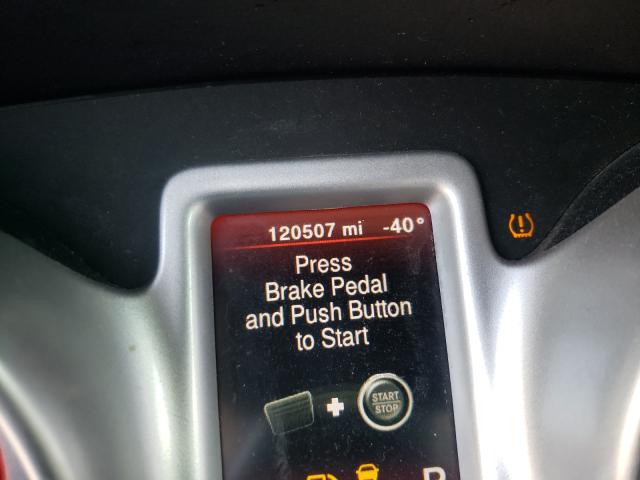 120507 mi -40°
Press
Brake Pedal
and Push Button
to Start
START
STOP
P